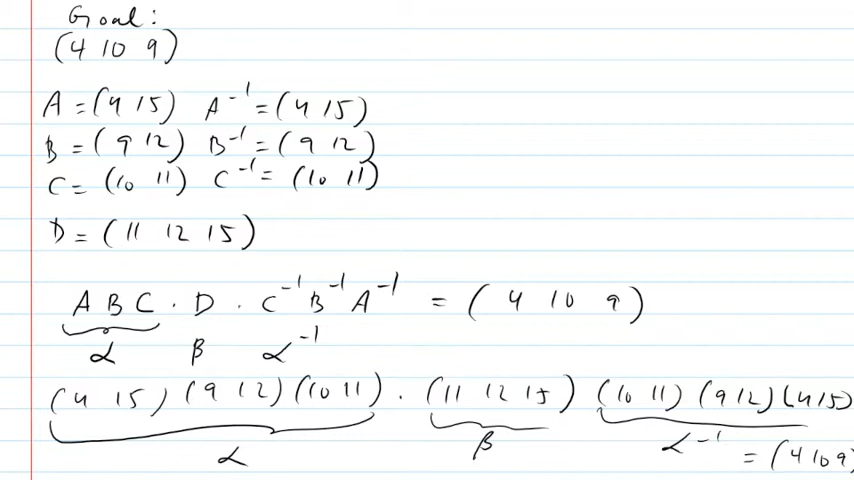 Goal:
(4 10 9)
A = (4 15) A⁻¹ = (4 15)
B = (9 12) B⁻¹ = (9 12)
C = (10 11) C⁻¹ = (10 11)
D = (11 12 15)
A B C · D · C⁻¹ B⁻¹ A⁻¹ = (4 10 9)
α β α⁻¹
(4 15) (9 12) (10 11) · (11 12 15) (10 11) (9 12) (4 15)
α β α⁻¹ = (4 10 9)